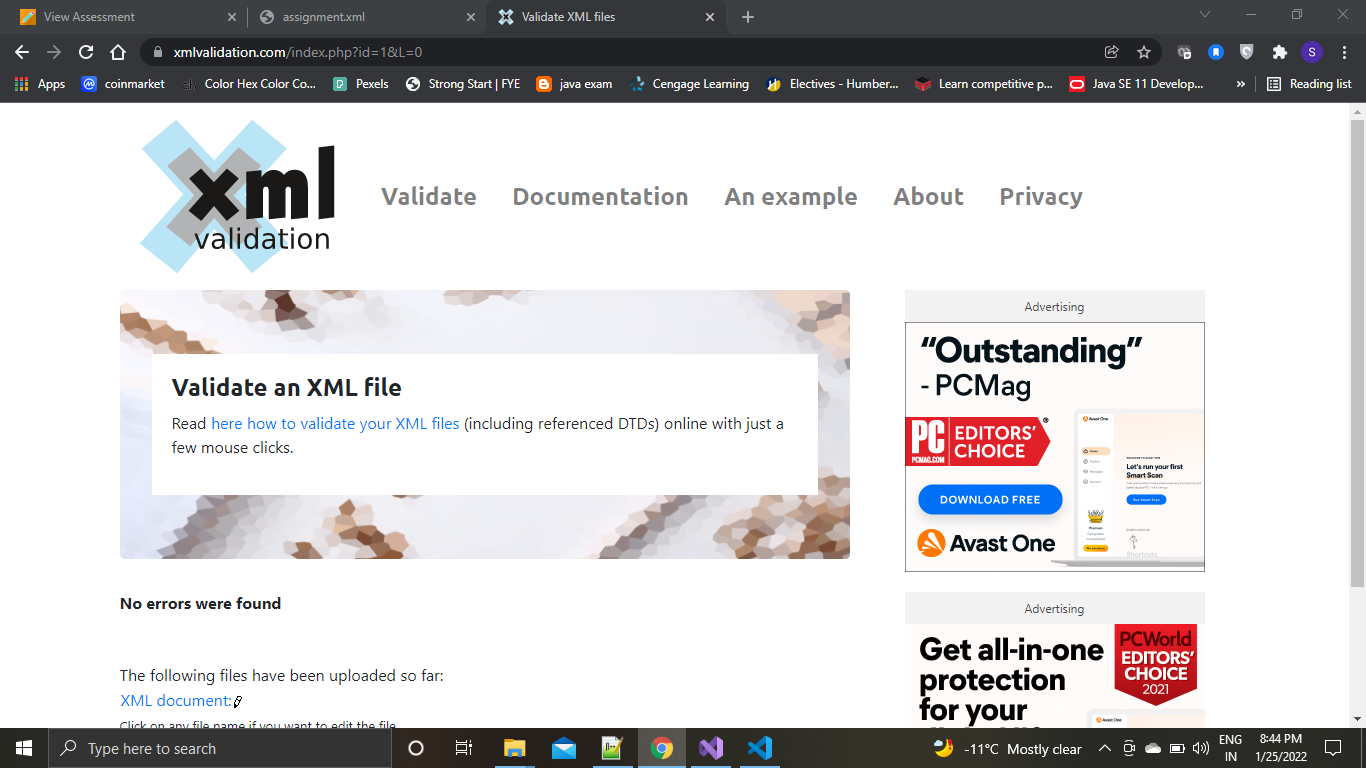 View Assessment
assignment.xml
Validate XML files
xmlvalidation.com/index.php?id=1&L=0
S
Apps
coinmarket
ch
Color Hex Color Co...
Pexels
Strong Start | FYE
java exam
Cengage Learning
Electives - Humber...
Learn competitive p...
Java SE 11 Develop...
»
Reading list
xml
validation
Validate
Documentation
An example
About
Privacy
Validate an XML file
Read here how to validate your XML files (including referenced DTDs) online with just a
few mouse clicks.
No errors were found
The following files have been uploaded so far:
XML document:
Click on any file name if you want to edit the file.
Advertising
“Outstanding”
- PCMag
PC
PCMAG.COM
EDITORS’
CHOICE
®
DOWNLOAD FREE
Avast One
Avast One
Let's run your first
Smart Scan
Advertising
Get all-in-one
protection
for your
PCWorld
EDITORS’
CHOICE
2021
Avast One
Type here to search
-11°C Mostly clear
ENG
IN
8:44 PM
1/25/2022